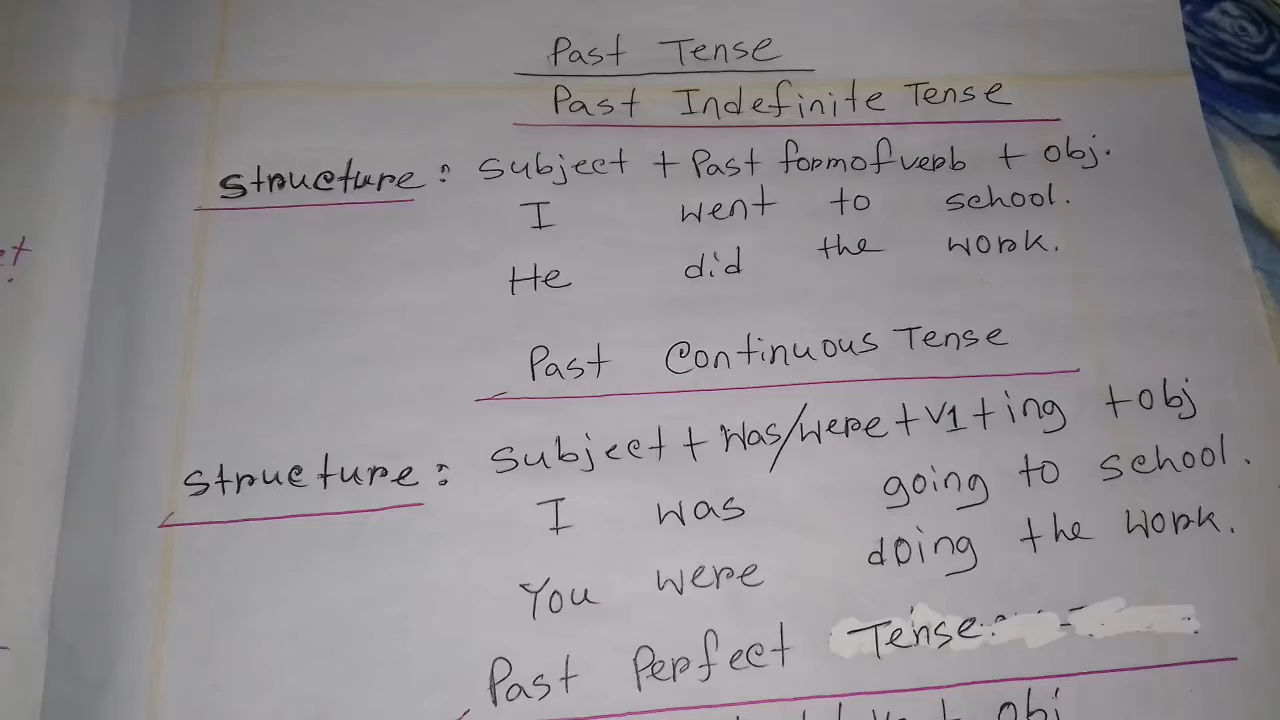 Past Tense
Past Indefinite Tense
Structure: Subject + Past form of verb + obj.
I went to school.
He did the work.
Past Continuous Tense
Structure: Subject + was/were + V1 + ing + obj
I was going to school.
You were doing the work.
Past Perfect Tense
obj